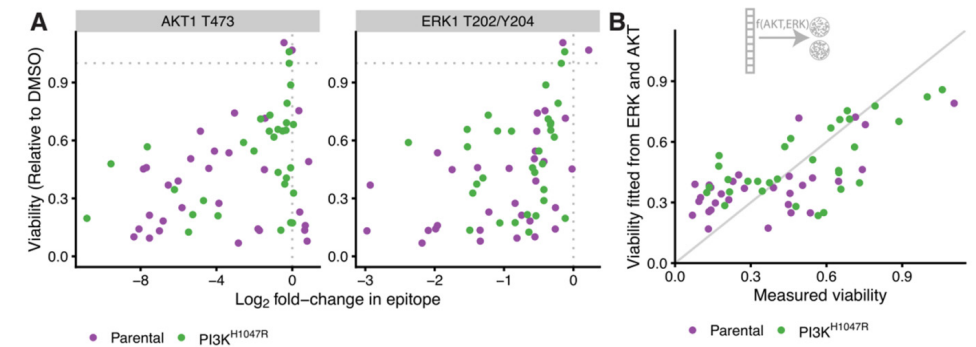 A
AKT1 T473
ERK1 T202/Y204
Viability (Relative to DMSO)
0.9
0.6
0.3
0.0
−8
−4
0
−3
−2
−1
0
Log2 fold−change in epitope
Parental
PI3KH1047R
B
f(AKT,ERK)
Viability fitted from ERK and AKT
0.9
0.6
0.3
0.0
0.0
0.3
0.6
0.9
Measured viability
Parental
PI3KH1047R